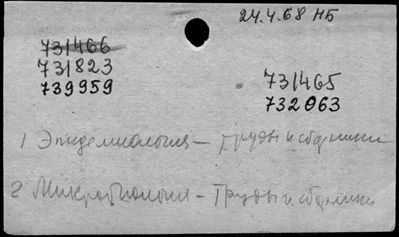 24.4.68 НБ
731466
731823
739959
731465
732063
1 Эпидемиология – труды и сборники
2 Микробиология – Труды и сборники